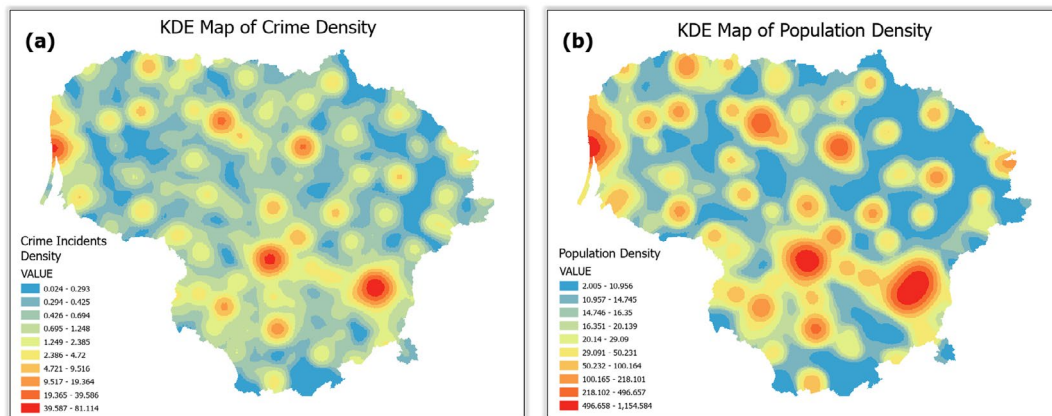 (a)
KDE Map of Crime Density
Crime Incidents
Density
VALUE
0.024 - 0.293
0.294 - 0.425
0.426 - 0.694
0.695 - 1.248
1.249 - 2.385
2.386 - 4.72
4.721 - 9.516
9.517 - 19.364
19.365 - 39.586
39.587 - 81.114
(b)
KDE Map of Population Density
Population Density
VALUE
2.005 - 10.956
10.957 - 14.745
14.746 - 16.35
16.351 - 20.139
20.14 - 29.09
29.091 - 50.231
50.232 - 100.164
100.165 - 218.101
218.102 - 496.657
496.658 - 1,154.584